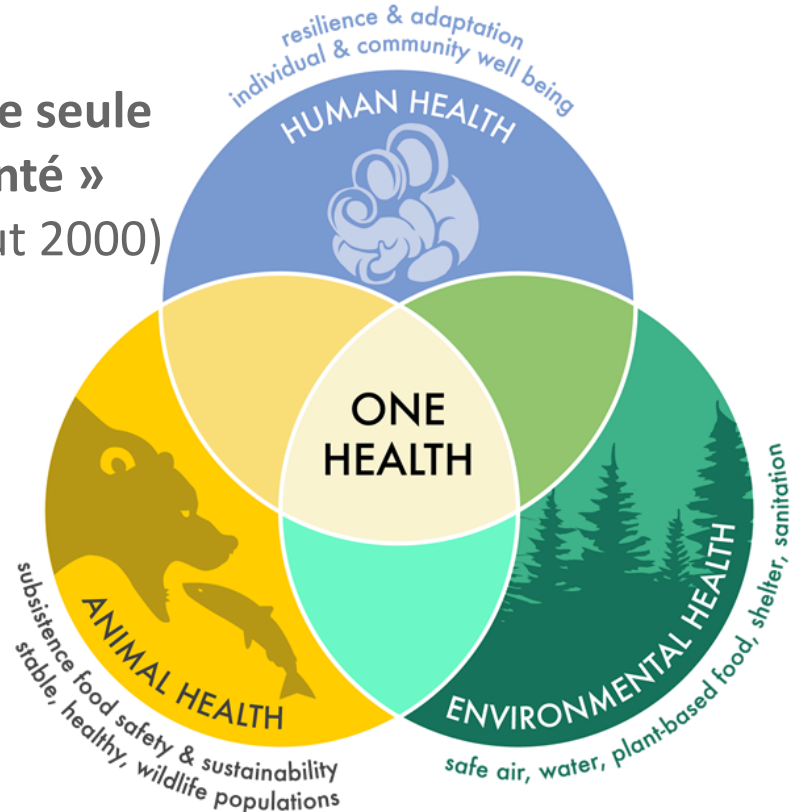 e seule
nté »
ut 2000)
resilience & adaptation
individual & community well being
HUMAN HEALTH
ONE
HEALTH
ANIMAL HEALTH
subsistence food safety & sustainability
stable, healthy, wildlife populations
ENVIRONMENTAL HEALTH
safe air, water, plant-based food, shelter, sanitation